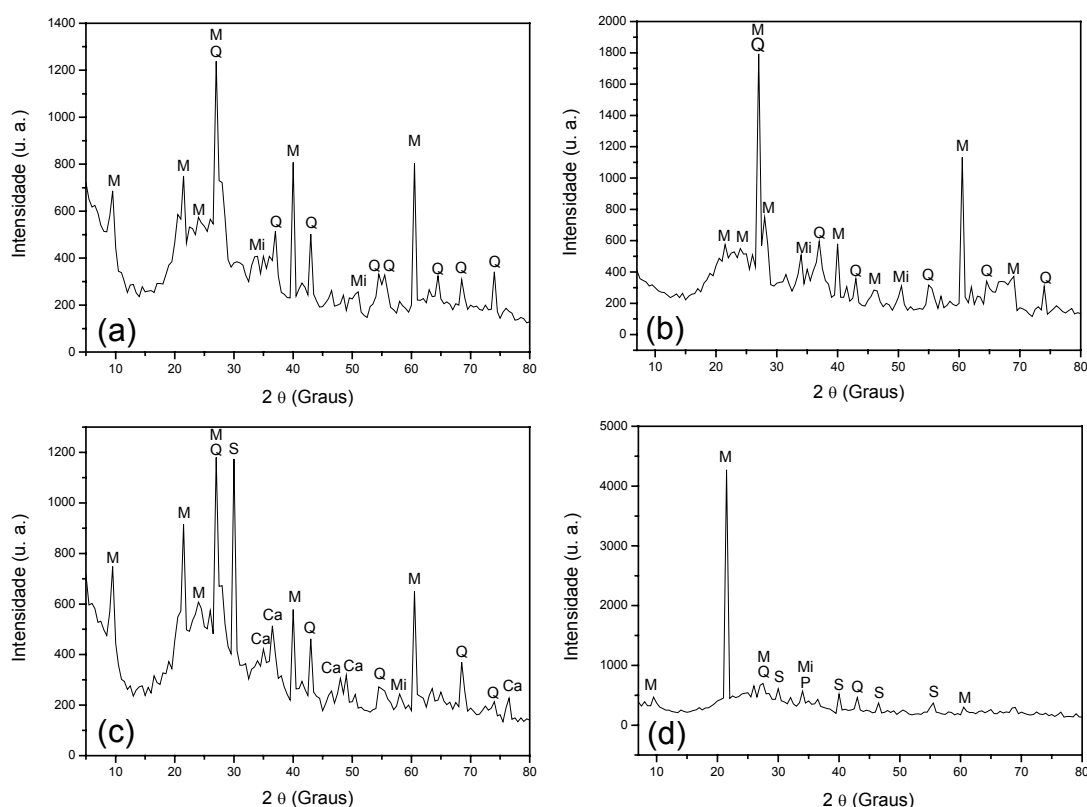 1400
1200
1000
800
600
400
200
0
Intensidade (u. a.)
M
Q
M
M
M
M
M
Mi
Q
Q
Mi
Q Q
Q
Q
Q
(a)
10 20 30 40 50 60 70 80
2 θ (Graus)
2000
1800
1600
1400
1200
1000
800
600
400
200
0
Intensidade (u. a.)
M
Q
M
M
M M
Mi
Q
M
Q
M
Mi
Q
Q
M
Q
(b)
10 20 30 40 50 60 70 80
2 θ (Graus)
1200
1000
800
600
400
200
0
Intensidade (u. a.)
M
Q
S
M
M
M
M
M
Ca
Ca
Q
Ca
Ca
Q
Mi
Q
Q
Ca
(c)
10 20 30 40 50 60 70 80
2 θ (Graus)
5000
4000
3000
2000
1000
0
Intensidade (u. a.)
M
M
M
Q
S
Mi
P
S
Q
S
S
M
(d)
10 20 30 40 50 60 70 80
2 θ (Graus)